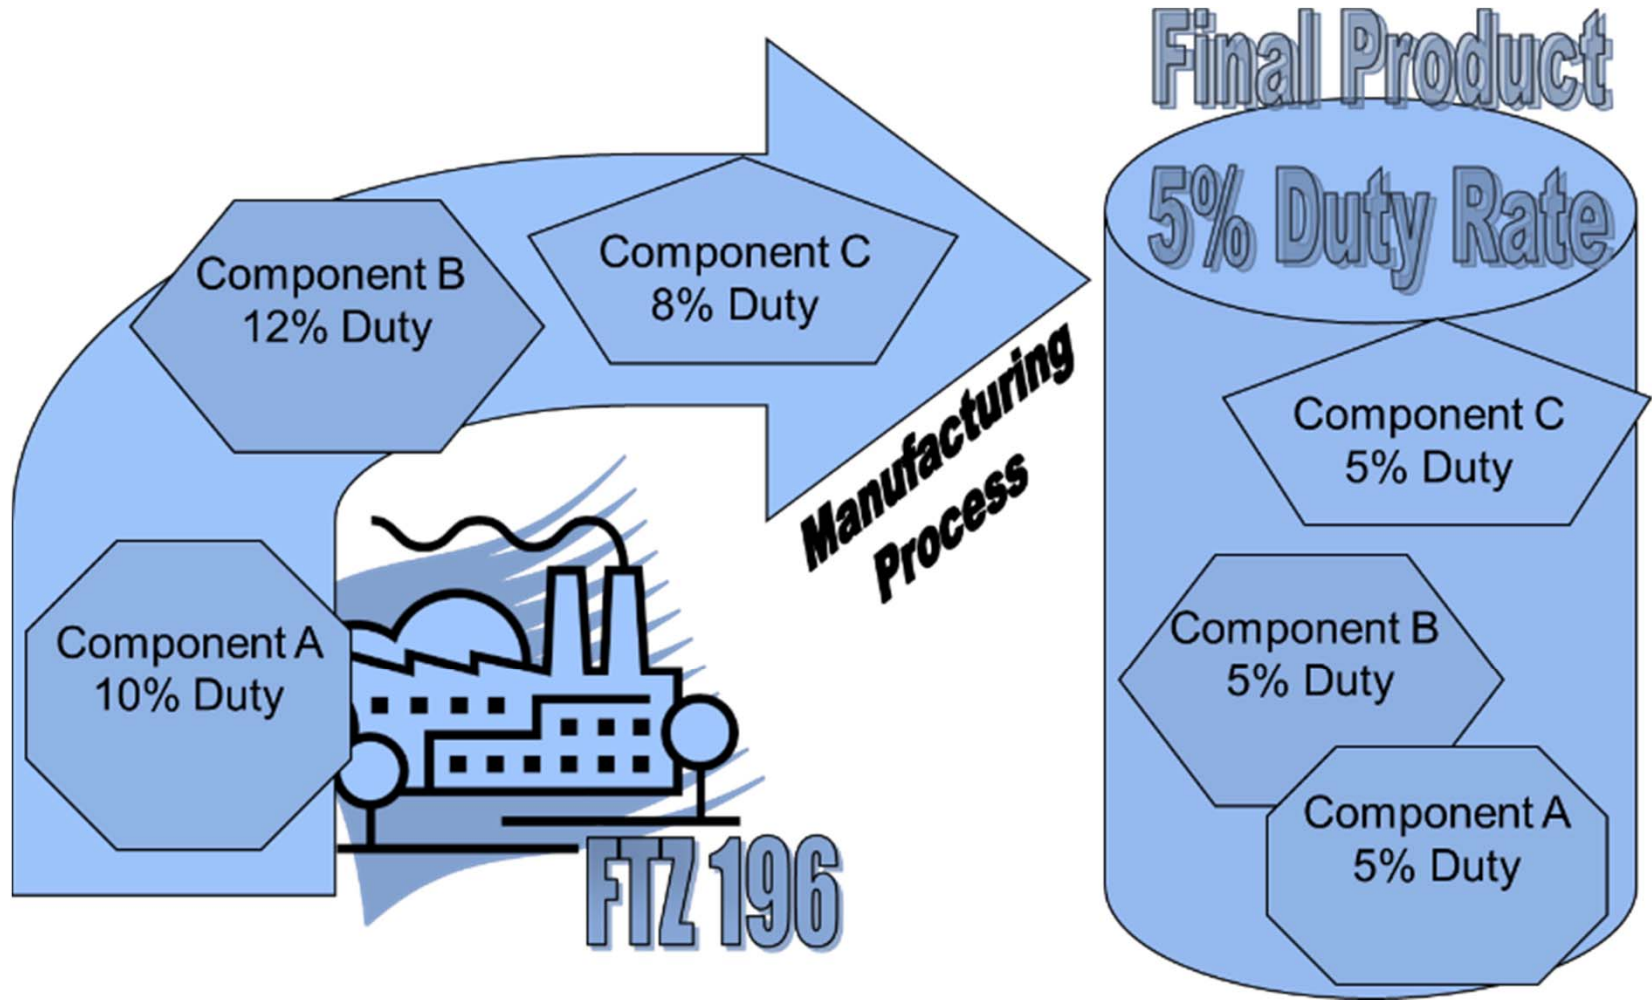 Final Product
5% Duty Rate
Component B
12% Duty
Component C
8% Duty
Component A
10% Duty
Manufacturing
Process
FTZ 196
Component C
5% Duty
Component B
5% Duty
Component A
5% Duty